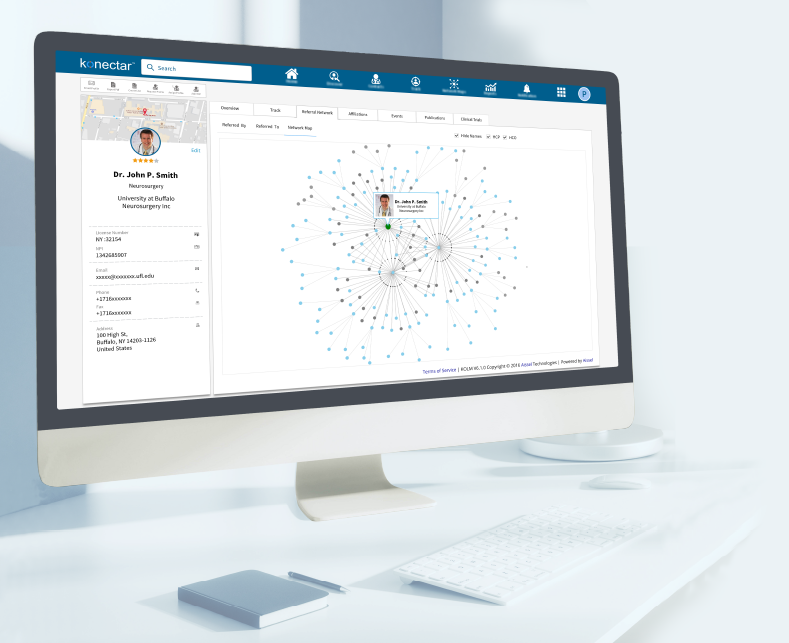 konectar
Search
Overview
Track
Referral Network
Affiliations
Events
Publications
Clinical Trials
Referred By
Referred To
Network Map
Hide Names
HCP
HCO
Edit
Dr. John P. Smith
Neurosurgery
University at Buffalo
Neurosurgery Inc
License Number
NY:32154
NPI
1342685907
Email
xxxxx@xxxxxxx.ufl.edu
Phone
+1716xxxxxxx
Fax
+1716xxxxxxx
Address
100 High St,
Buffalo, NY 14203-1126
United States
Dr. John P. Smith
University at Buffalo
Neurosurgery Inc
P
Terms of Service | KOLM V6.1.0 Copyright © 2016 Aissel Technologies | Powered by Aissel